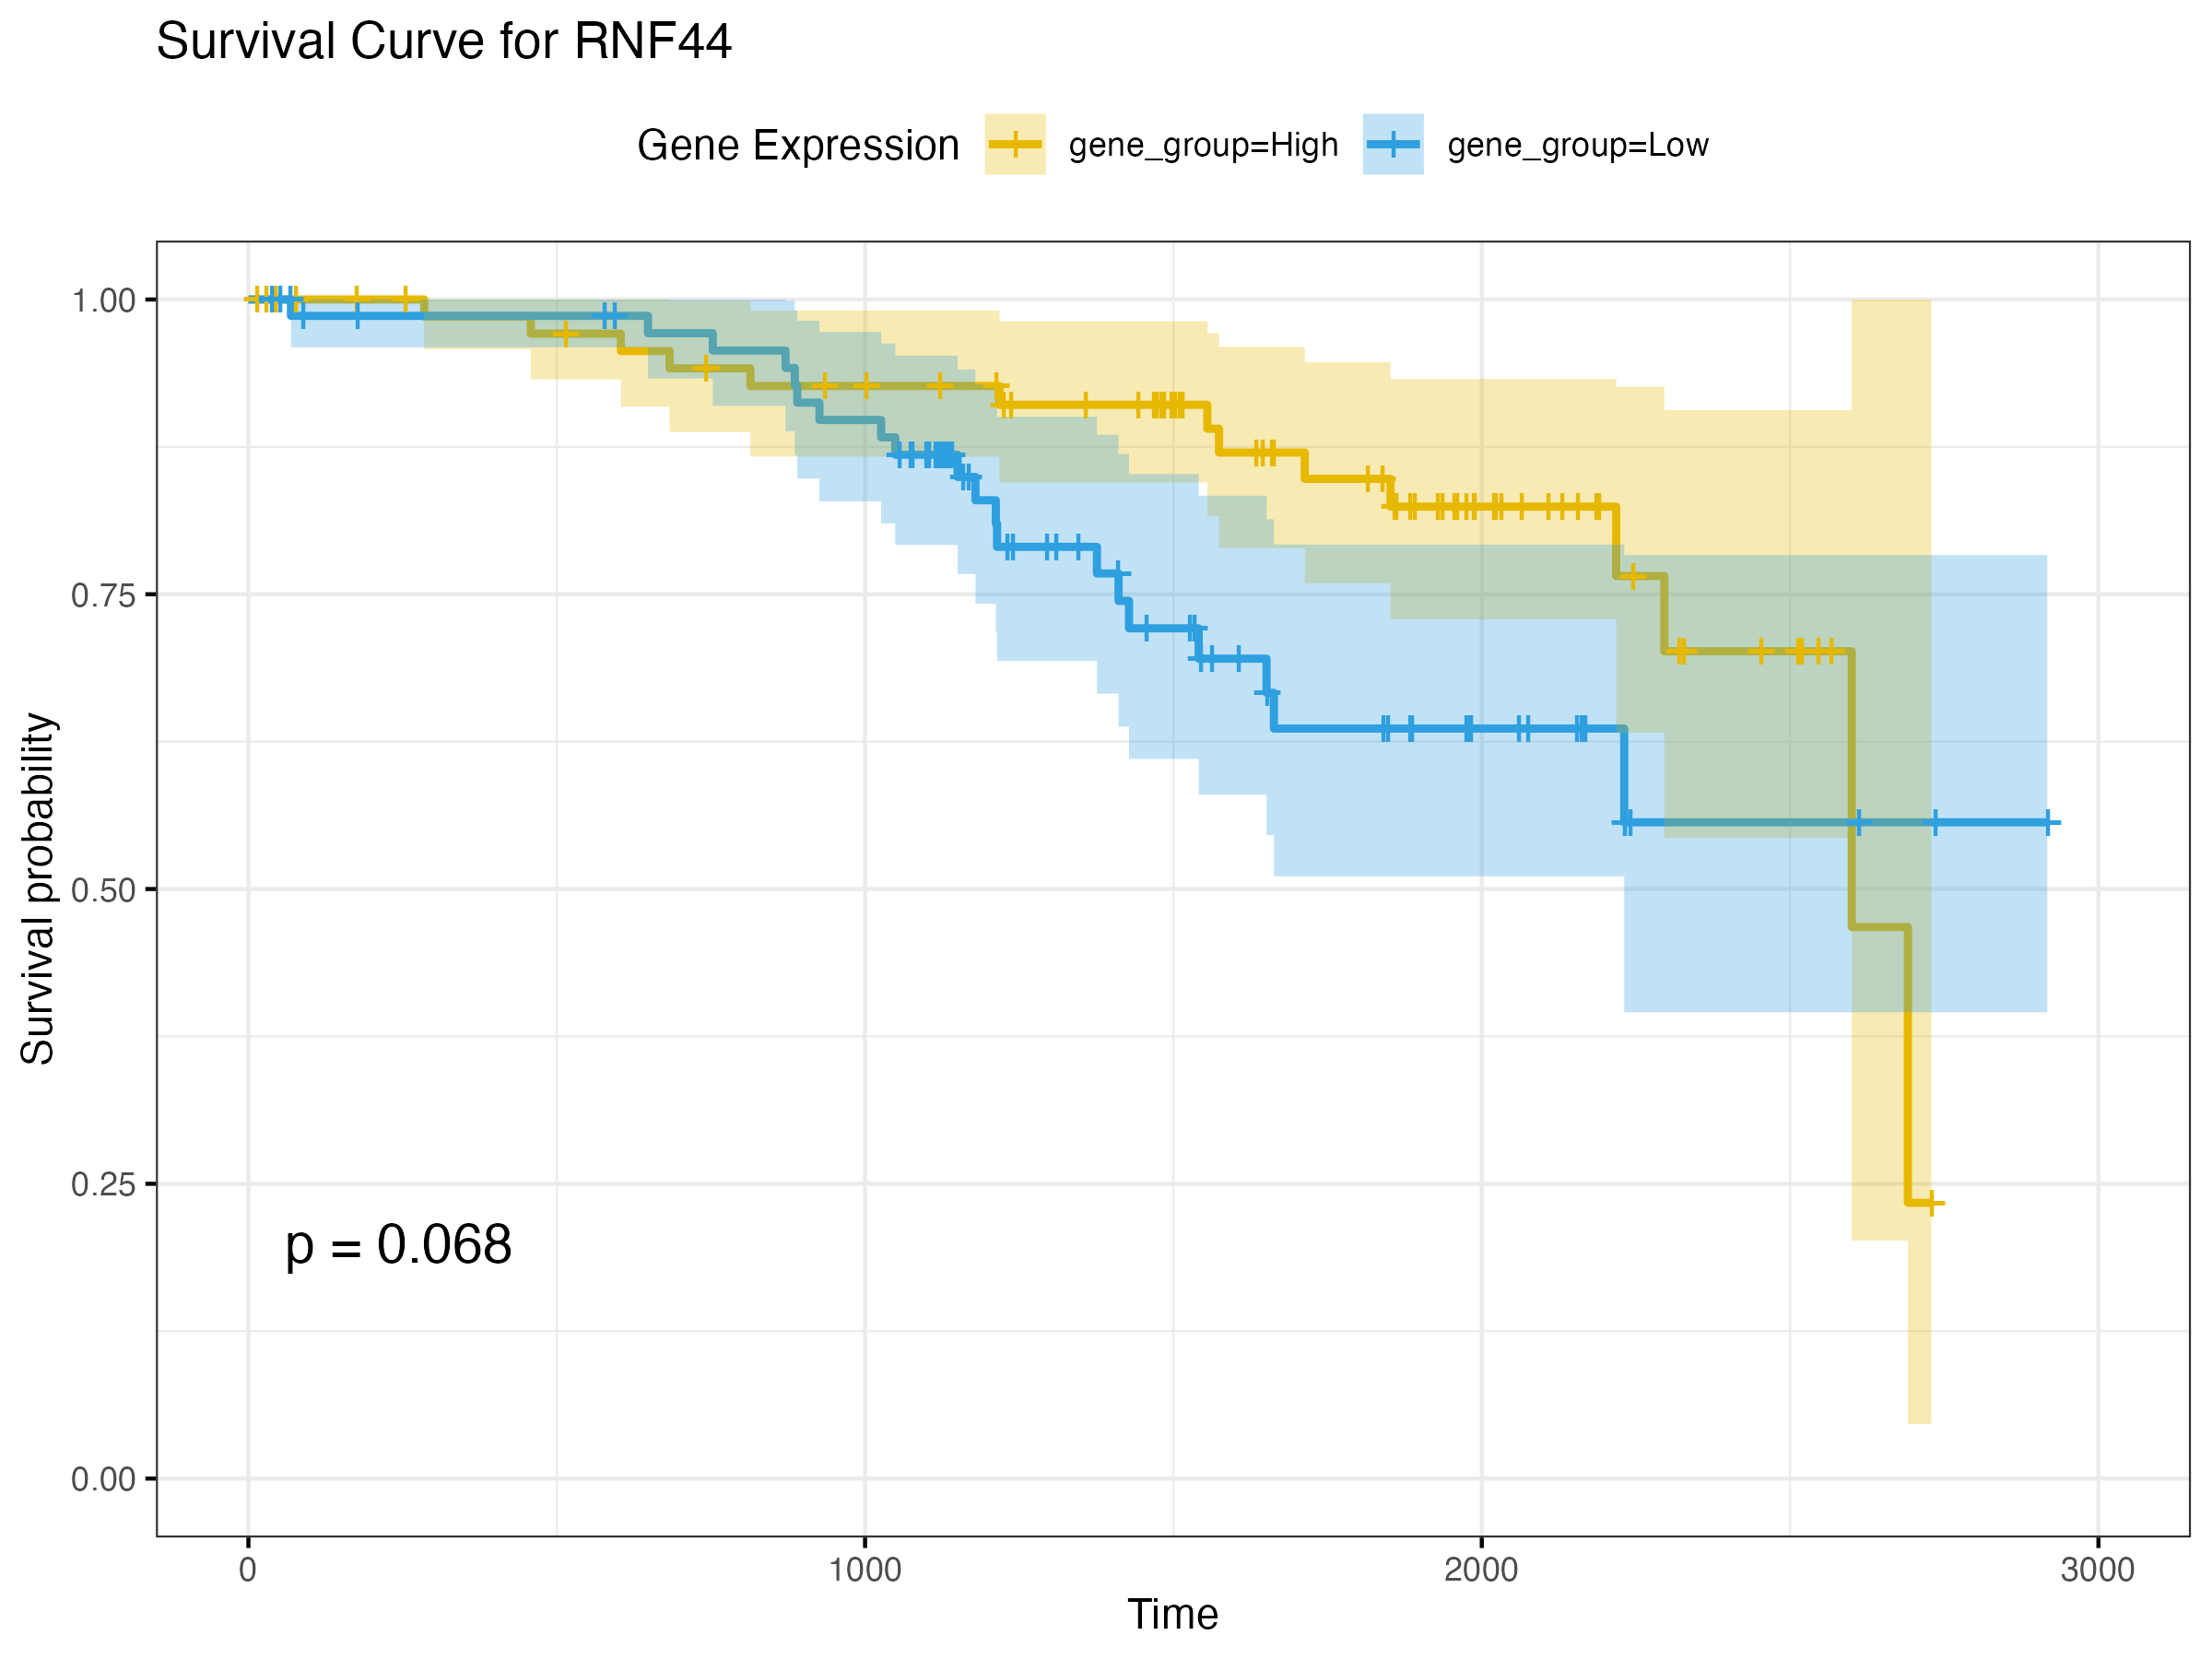 Survival Curve for RNF44
Gene Expression gene_group=High gene_group=Low
Survival probability
1.00
0.75
0.50
0.25
0.00
p = 0.068
0 1000 2000 3000
Time